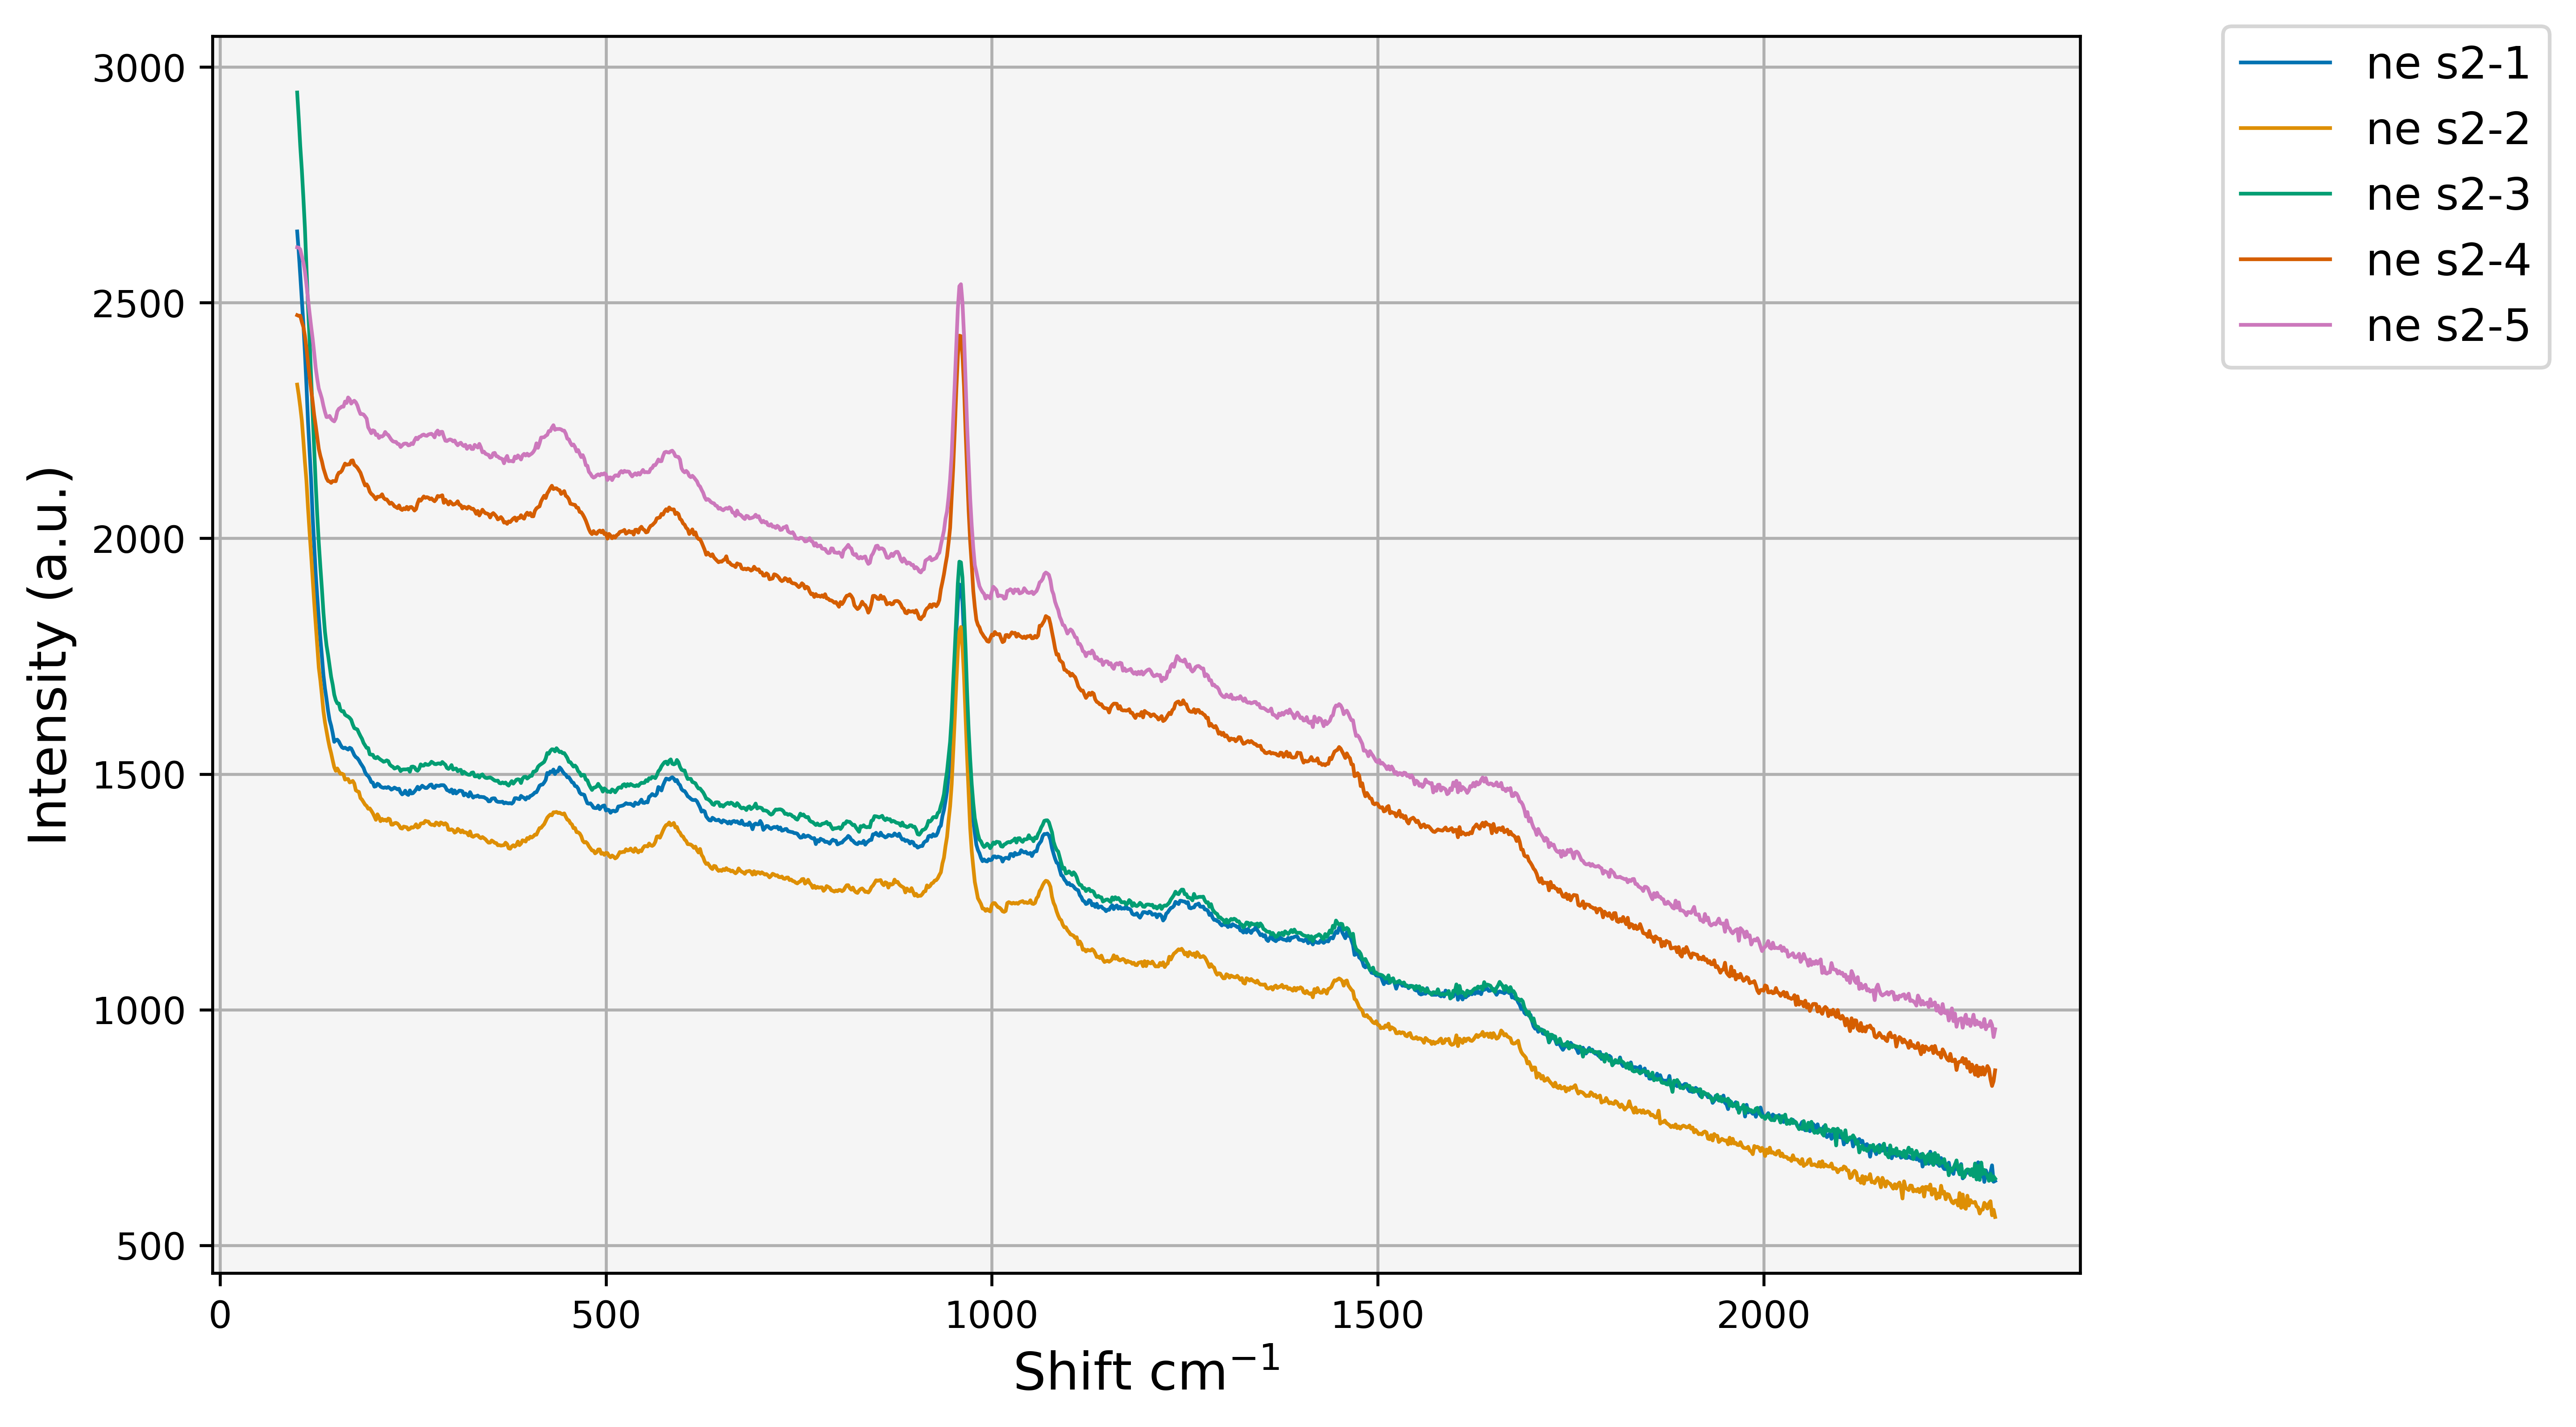 3000
2500
2000
1500
1000
500
Intensity (a.u.)
0 500 1000 1500 2000
Shift cm⁻¹
ne s2-1
ne s2-2
ne s2-3
ne s2-4
ne s2-5